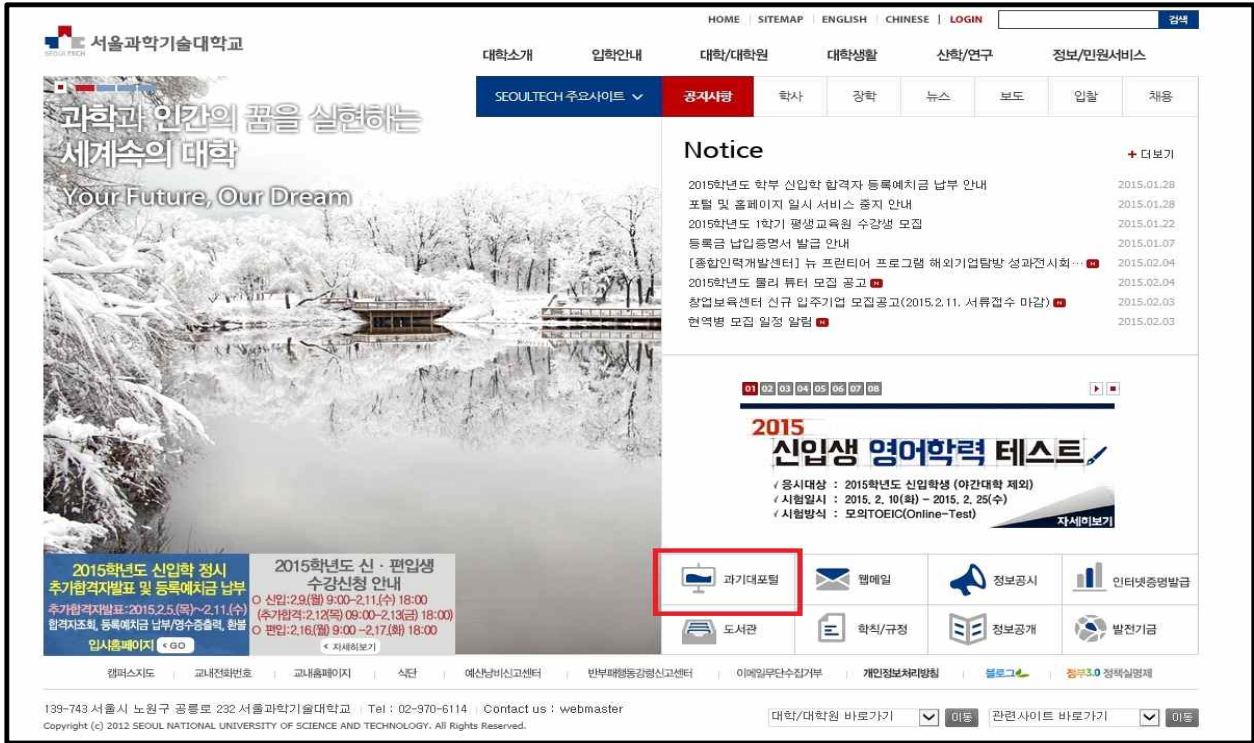 HOME SITEMAP ENGLISH CHINESE LOGIN 검색
SEOUL TECH 서울과학기술대학교
대학소개 입학안내 대학/대학원 대학생활 산학/연구 정보/민원서비스
SEOULTECH 주요사이트
공지사항 학사 장학 뉴스 보도 입찰 채용
과학과 인간의 꿈을 실현하는
세계속의 대학
Your Future, Our Dream
Notice
+ 더보기
2015학년도 학부 신입학 합격자 등록예치금 납부 안내 2015.01.28
포털 및 홈페이지 일시 서비스 중지 안내 2015.01.28
2015학년도 1학기 평생교육원 수강생 모집 2015.01.22
등록금 납입증명서 발급 안내 2015.01.07
[종합인력개발센터] 뉴 프런티어 프로그램 해외기업탐방 성과전시회… N 2015.02.04
2015학년도 물리 튜터 모집 공고 N 2015.02.04
창업보육센터 신규 입주기업 모집공고(2015.2.11. 서류접수 마감) N 2015.02.03
현역병 모집 일정 알림 N 2015.02.03
01 02 03 04 05 06 07 08
2015
신입생 영어학력 테스트
√ 응시대상 : 2015학년도 신입학생 (야간대학 제외)
√ 시험일시 : 2015. 2. 10(화) – 2015. 2. 25(수)
√ 시험방식 : 모의TOEIC(Online-Test)
자세히보기
2015학년도 신입학 정시
추가합격자발표 및 등록예치금 납부
추가합격자발표:2015.2.5.(목)~2.11.(수)
합격자조회, 등록예치금 납부/영수증출력, 환불
입시홈페이지 < GO
2015학년도 신 · 편입생
수강신청 안내
○ 신입:2.9.(월) 9:00~2.11.(수) 18:00
(추가합격:2.12(목) 09:00~2.13(금) 18:00)
○ 편입:2.16.(월) 9:00 ~2.17.(화) 18:00
< 자세히보기
과기대포털 웹메일 정보공시 인터넷증명발급
도서관 학칙/규정 정보공개 발전기금
캠퍼스지도 교내전화번호 교내홈페이지 식단 예산낭비신고센터 반부패행동강령신고센터 이메일무단수집거부 개인정보처리방침 블로그 정부3.0 정책실명제
139-743 서울시 노원구 공릉로 232 서울과학기술대학교 Tel : 02-970-6114 Contact us : webmaster
Copyright (c) 2012 SEOUL NATIONAL UNIVERSITY OF SCIENCE AND TECHNOLOGY. All Rights Reserved.
대학/대학원 바로가기 이동 관련사이트 바로가기 이동